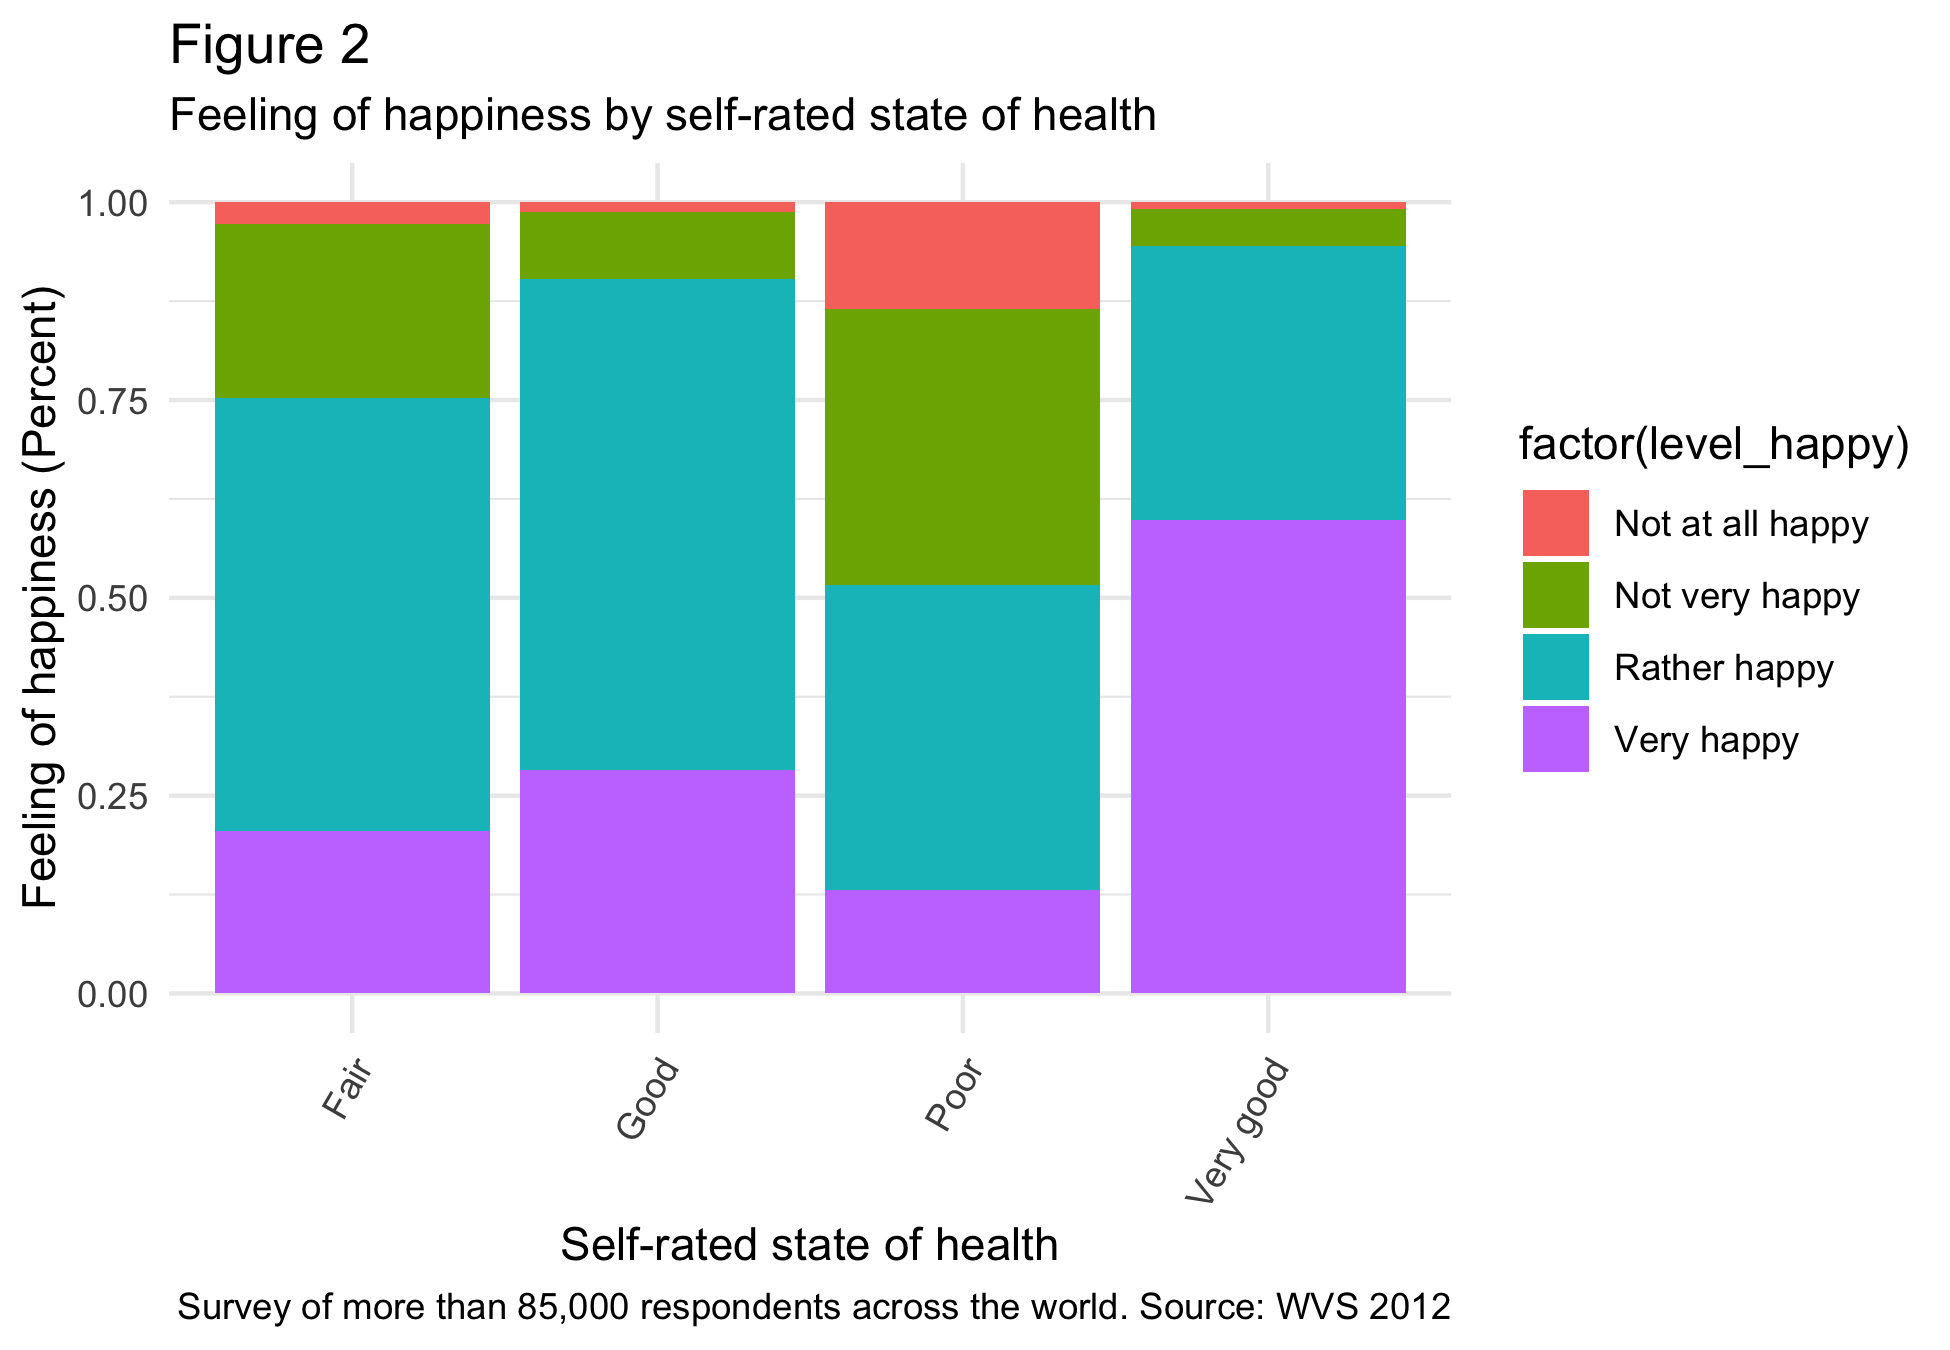 Figure 2
Feeling of happiness by self-rated state of health
Feeling of happiness (Percent)
1.00
0.75
0.50
0.25
0.00
Fair
Good
Poor
Very good
Self-rated state of health
Survey of more than 85,000 respondents across the world. Source: WVS 2012
factor(level_happy)
Not at all happy
Not very happy
Rather happy
Very happy